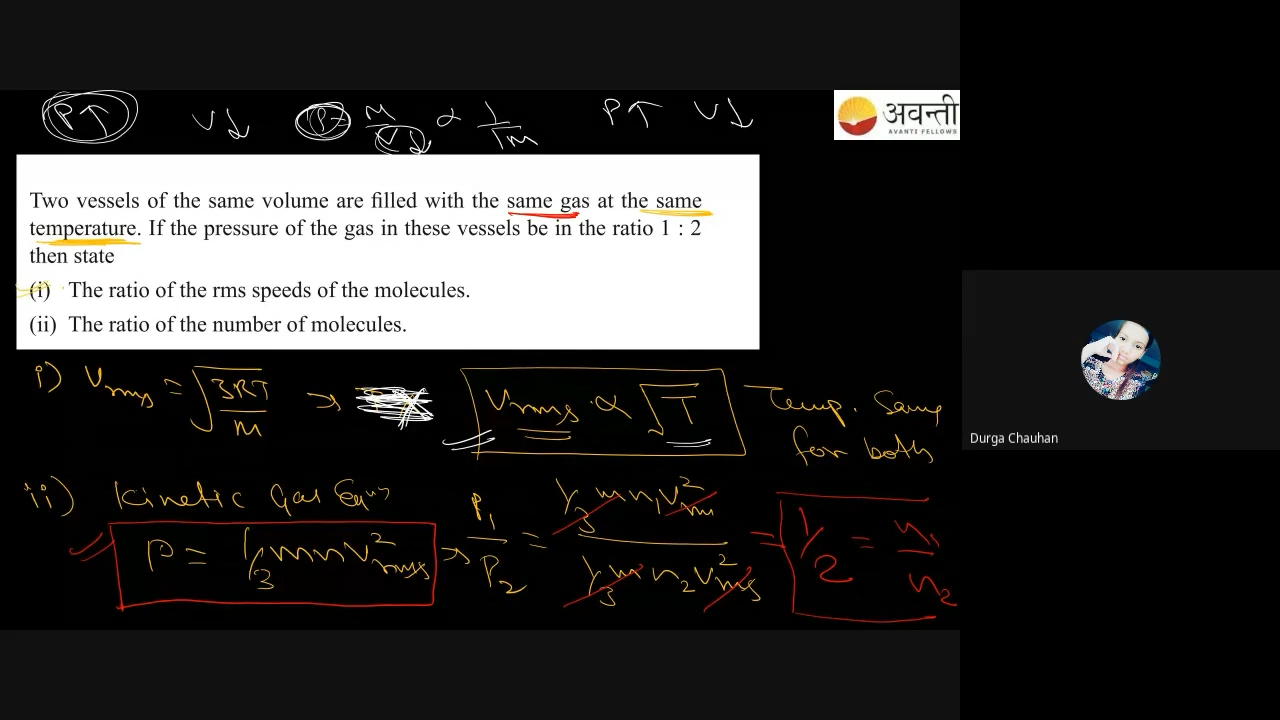 P↑ V↓ P = M/V↓ ∝ 1/√m P↑ V↓
अवन्ती
AVANTI FELLOWS
Two vessels of the same volume are filled with the same gas at the same
temperature. If the pressure of the gas in these vessels be in the ratio 1 : 2
then state
(i) The ratio of the rms speeds of the molecules.
(ii) The ratio of the number of molecules.
i) Vrms = √3RT/M → Vrms ∝ √T Temp. Same
for both
Durga Chauhan
ii) Kinetic Gas Eqn
P = 1/3 mnV²rms → P₁/P₂ = 1/3 mn₁V²rms / 1/3 mn₂V²rms = 1/2 = n₁/n₂